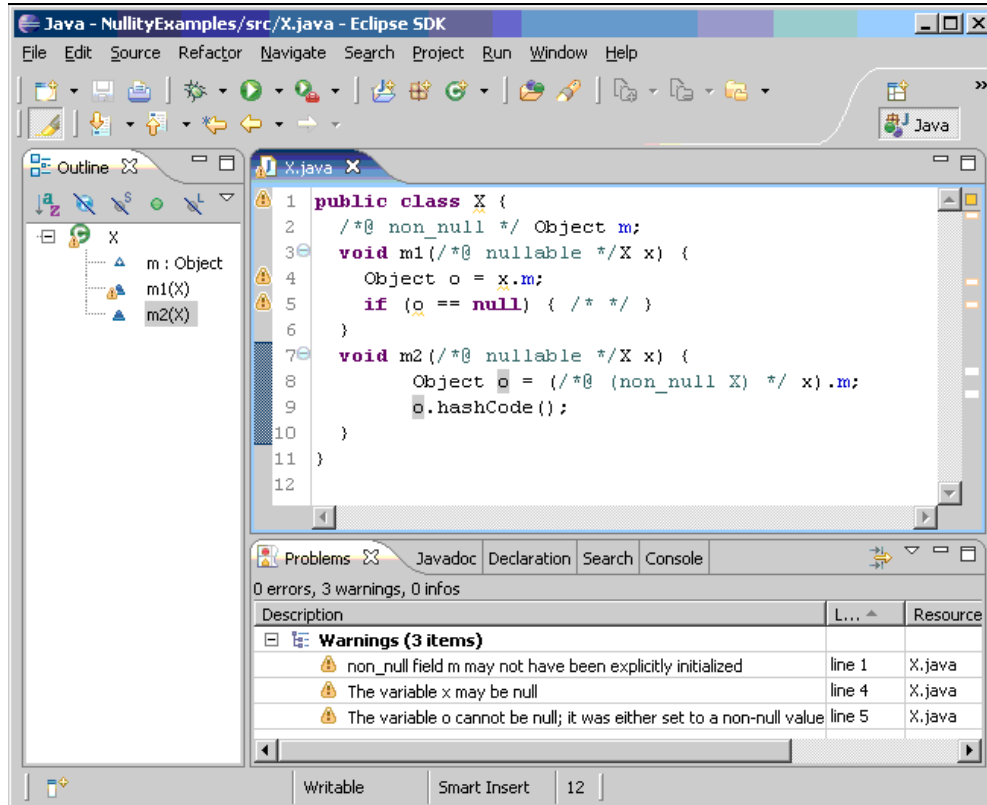 Java - NullityExamples/src/X.java - Eclipse SDK
File Edit Source Refactor Navigate Search Project Run Window Help
»
Java
Outline
X.java
X
m : Object
m1(X)
m2(X)
1 public class X {
2 /*@ non_null */ Object m;
3 void m1(/*@ nullable */X x) {
4 Object o = x.m;
5 if (o == null) { /* */ }
6 }
7 void m2(/*@ nullable */X x) {
8 Object o = (/*@ (non_null X) */ x).m;
9 o.hashCode();
10 }
11 }
12
Problems Javadoc Declaration Search Console
0 errors, 3 warnings, 0 infos
Description L... Resource
Warnings (3 items)
non_null field m may not have been explicitly initialized line 1 X.java
The variable x may be null line 4 X.java
The variable o cannot be null; it was either set to a non-null value line 5 X.java
Writable Smart Insert 12